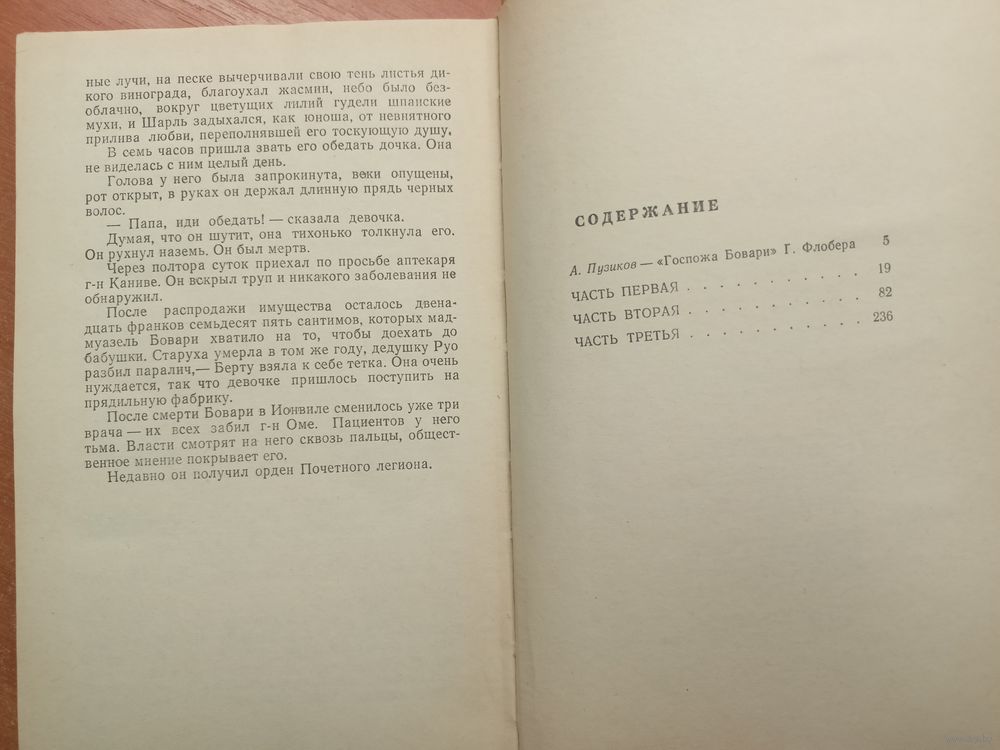 ные лучи, на песке вычерчивали свою тень листья ди-
кого винограда, благоухал жасмин, небо было без-
облачно, вокруг цветущих лилий гудели шпанские
мухи, и Шарль задыхался, как юноша, от невнятного
прилива любви, переполнявшей его тоскующую душу.
В семь часов пришла звать его обедать дочка. Она
не виделась с ним целый день.
Голова у него была запрокинута, веки опущены,
рот открыт, в руках он держал длинную прядь черных
волос.
— Папа, иди обедать! — сказала девочка.
Думая, что он шутит, она тихонько толкнула его.
Он рухнул наземь. Он был мертв.
Через полтора суток приехал по просьбе аптекаря
г-н Каниве. Он вскрыл труп и никакого заболевания не
обнаружил.
После распродажи имущества осталось двена-
дцать франков семьдесят пять сантимов, которых мад-
муазель Бовари хватило на то, чтобы доехать до
бабушки. Старуха умерла в том же году, дедушку Руо
разбил паралич,— Берту взяла к себе тетка. Она очень
нуждается, так что девочке пришлось поступить на
прядильную фабрику.
После смерти Бовари в Ионвиле сменилось уже три
врача — их всех забил г-н Оме. Пациентов у него
тьма. Власти смотрят на него сквозь пальцы, общест-
венное мнение покрывает его.
Недавно он получил орден Почетного легиона.
СОДЕРЖАНИЕ
А. Пузиков — «Госпожа Бовари» Г. Флобера 5
ЧАСТЬ ПЕРВАЯ . . . . . . . . . 19
ЧАСТЬ ВТОРАЯ . . . . . . . . . 82
ЧАСТЬ ТРЕТЬЯ . . . . . . . . . 236